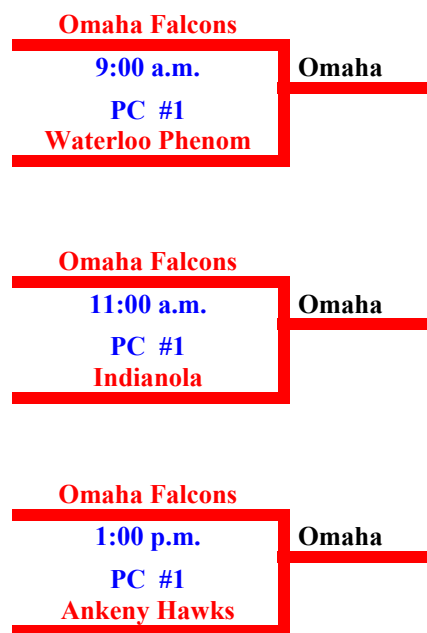 Omaha Falcons
9:00 a.m.
Omaha
PC #1
Waterloo Phenom
Omaha Falcons
11:00 a.m.
Omaha
PC #1
Indianola
Omaha Falcons
1:00 p.m.
Omaha
PC #1
Ankeny Hawks